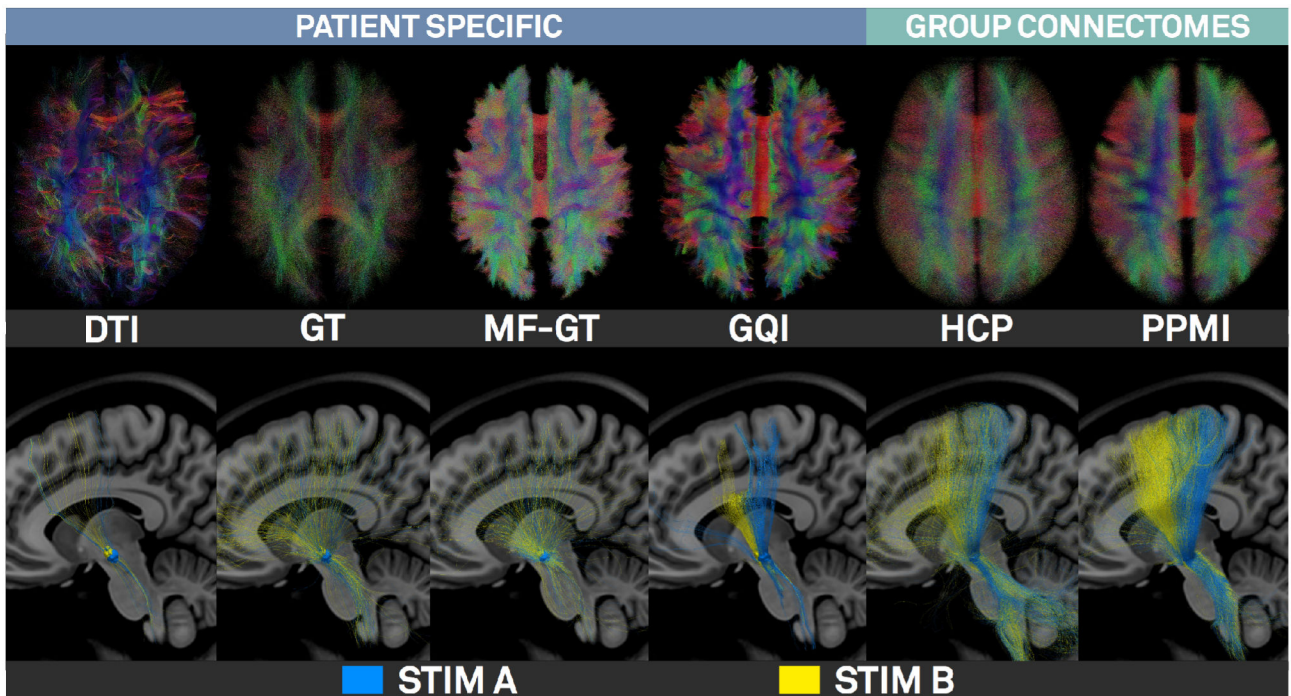 PATIENT SPECIFIC
GROUP CONNECTOMES
DTI
GT
MF-GT
GQI
HCP
PPMI
STIM A
STIM B